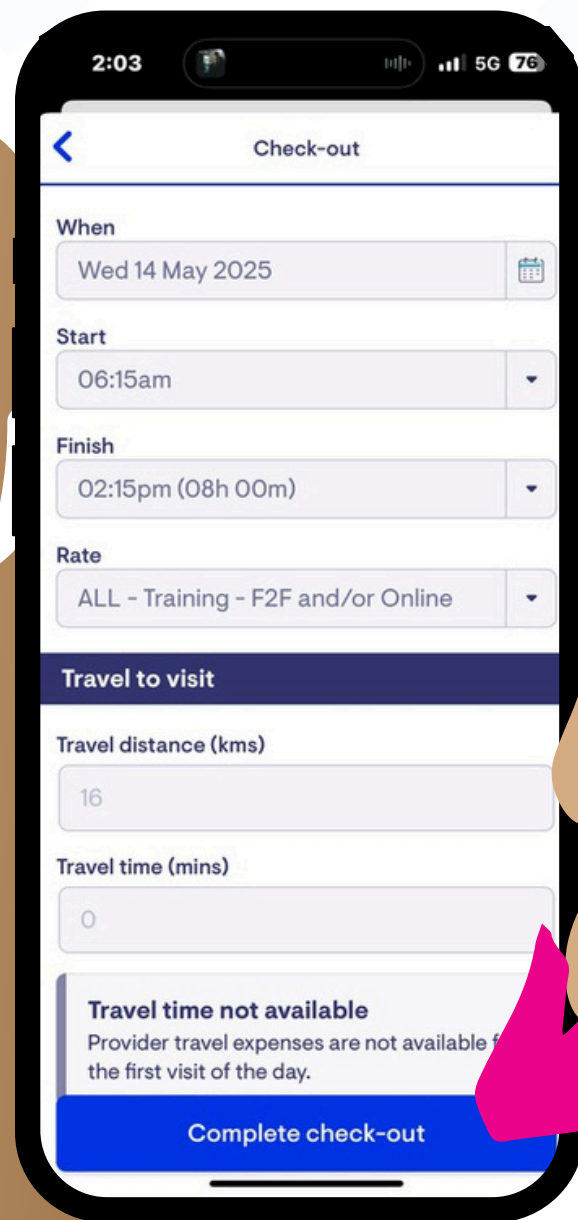 2:03 5G 76
Check-out
When
Wed 14 May 2025
Start
06:15am
Finish
02:15pm (08h 00m)
Rate
ALL - Training - F2F and/or Online
Travel to visit
Travel distance (kms)
16
Travel time (mins)
0
Travel time not available
Provider travel expenses are not available
the first visit of the day.
Complete check-out